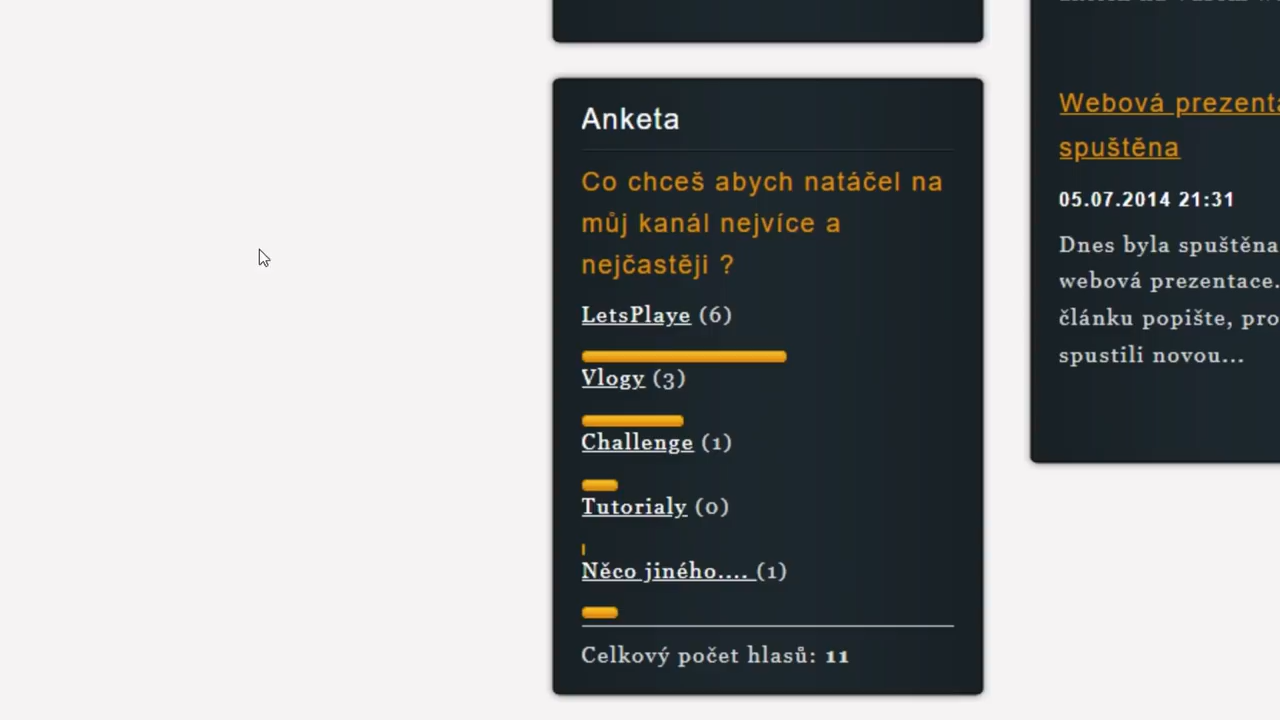 Anketa
Co chceš abych natáčel na
můj kanál nejvíce a
nejčastěji ?
LetsPlaye (6)
Vlogy (3)
Challenge (1)
Tutorialy (0)
Něco jiného.... (1)
Celkový počet hlasů: 11
Webová prezent
spuštěna
05.07.2014 21:31
Dnes byla spuštěna
webová prezentace.
článku popište, pro
spustili novou...